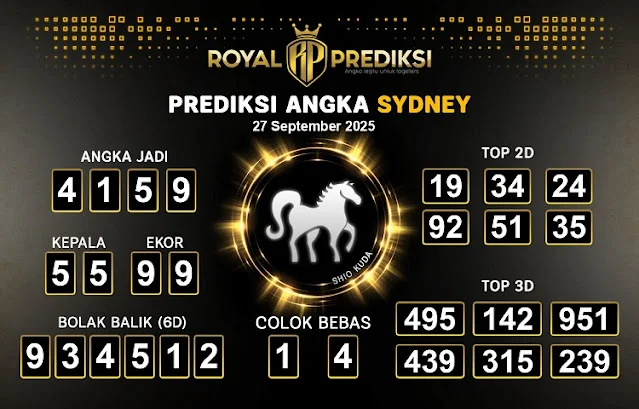 ROYAL RP PREDIKSI
Angka Jeljitu untuk togelers
PREDIKSI ANGKA SYDNEY
27 September 2025
ANGKA JADI
4 1 5 9
KEPALA EKOR
5 5 9 9
BOLAK BALIK (6D)
9 3 4 5 1 2
SHIO KUDA
COLOK BEBAS
1 4
TOP 2D
19 34 24
92 51 35
TOP 3D
495 142 951
439 315 239